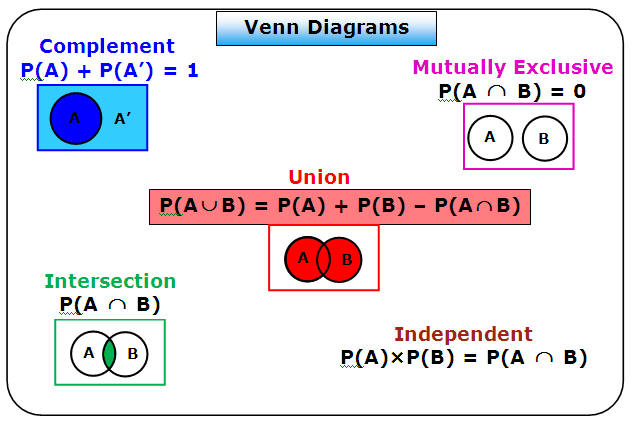 Venn Diagrams
Complement
P(A) + P(A′) = 1
A A′
Mutually Exclusive
P(A ∩ B) = 0
A B
Union
P(A∪B) = P(A) + P(B) − P(A∩B)
A B
Intersection
P(A ∩ B)
A B
Independent
P(A)×P(B) = P(A ∩ B)